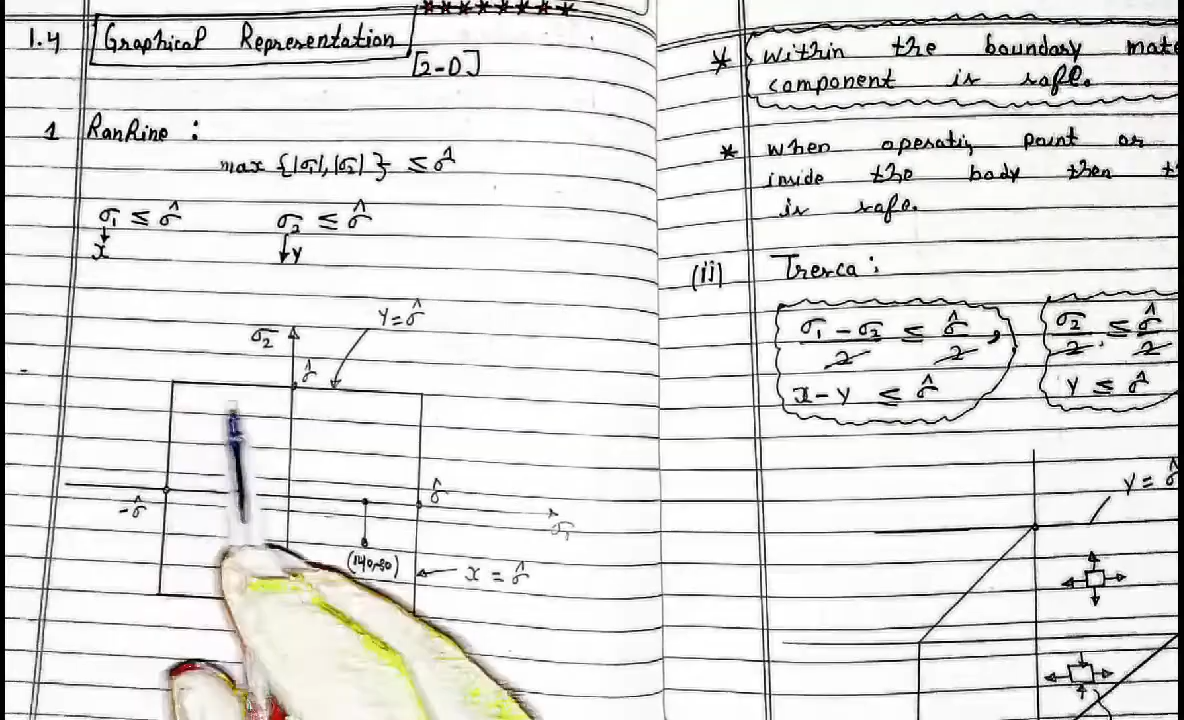 1.4 Graphical Representation
[2-D]
1 Rankine :
max {|σ1|, |σ2|} ≤ σ̂
σ1 ≤ σ̂ σ2 ≤ σ̂
x y
σ2 Y = σ̂
σ̂
-σ̂ σ̂
σ1
(140,-80) x = σ̂
* Within the boundary
component is safe.
* When operating point or
inside the body then
is safe.
(ii) Tresca :
σ1 - σ2 / 2 ≤ σ̂ / 2 , σ2 / 2 ≤ σ̂ / 2
x - Y ≤ σ̂ Y ≤ σ̂
Y = σ̂